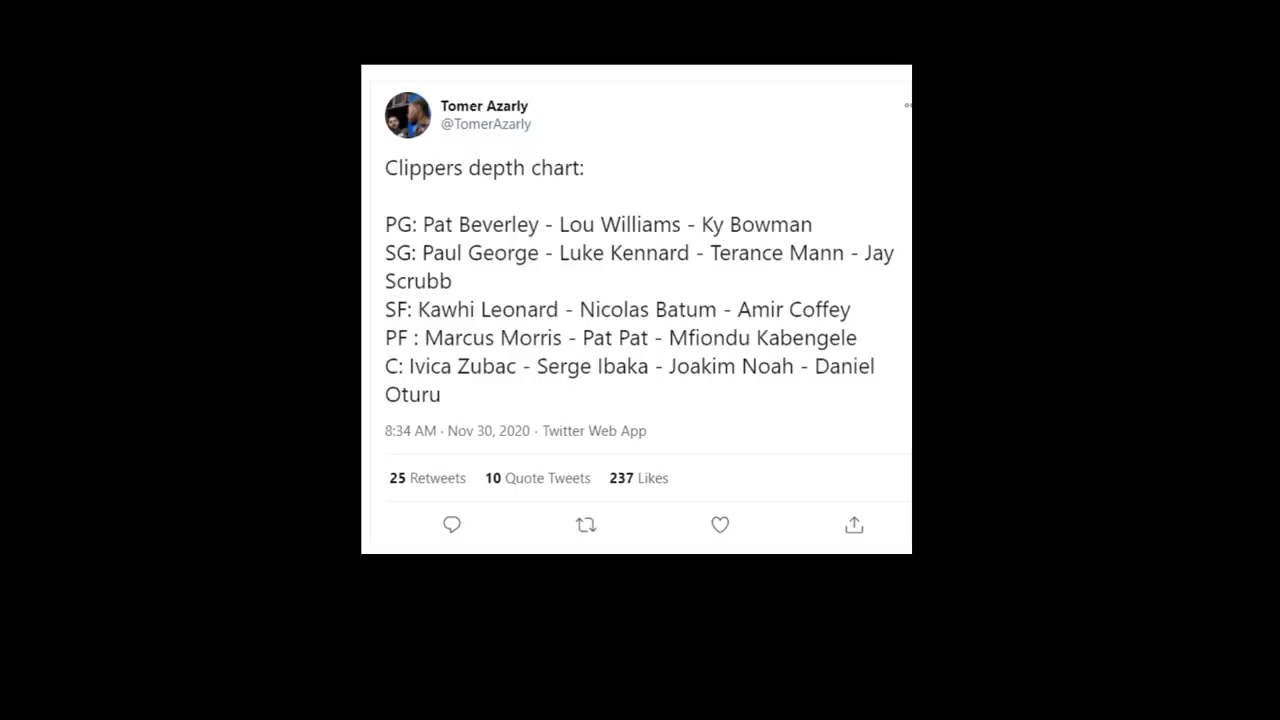 Tomer Azarly
@TomerAzarly
Clippers depth chart:
PG: Pat Beverley - Lou Williams - Ky Bowman
SG: Paul George - Luke Kennard - Terance Mann - Jay
Scrubb
SF: Kawhi Leonard - Nicolas Batum - Amir Coffey
PF : Marcus Morris - Pat Pat - Mfiondu Kabengele
C: Ivica Zubac - Serge Ibaka - Joakim Noah - Daniel
Oturu
8:34 AM · Nov 30, 2020 · Twitter Web App
25 Retweets 10 Quote Tweets 237 Likes